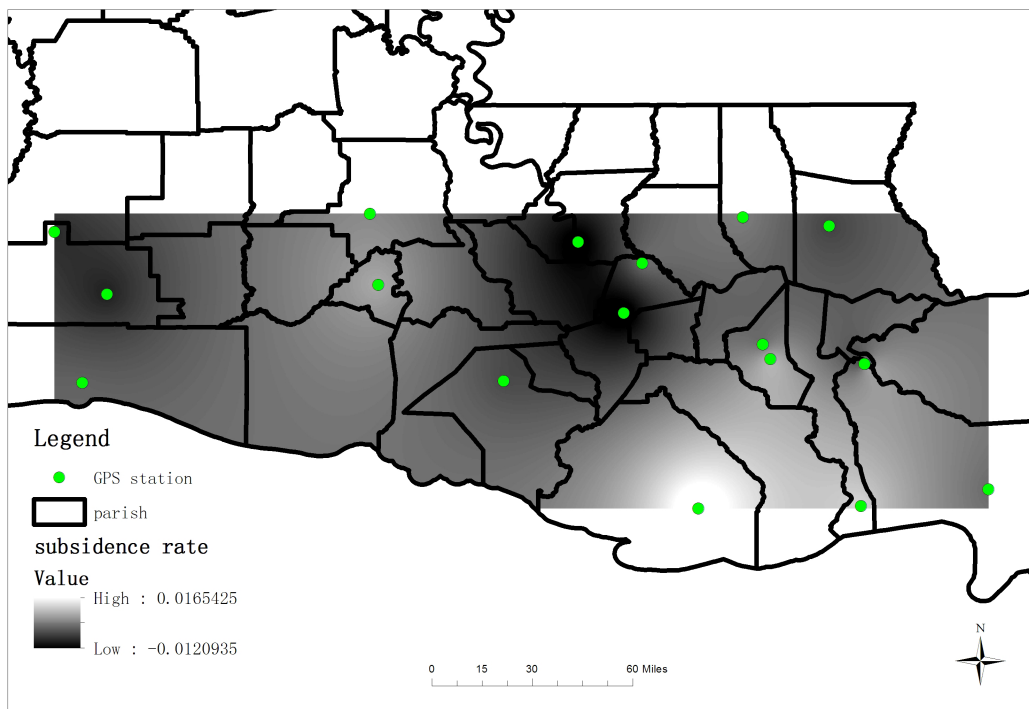 Legend
GPS station
parish
subsidence rate
Value
High : 0.0165425
Low : -0.0120935
0 15 30 60 Miles
N